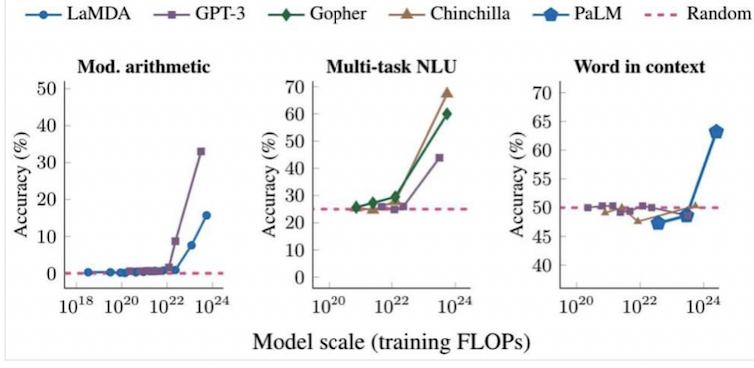 LaMDA GPT-3 Gopher Chinchilla PaLM Random
Mod. arithmetic Multi-task NLU Word in context
Accuracy (%)
50
40
30
20
10
0
10^18 10^20 10^22 10^24
Accuracy (%)
70
60
50
40
30
20
10
0
10^20 10^22 10^24
Accuracy (%)
70
65
60
55
50
45
40
10^20 10^22 10^24
Model scale (training FLOPs)